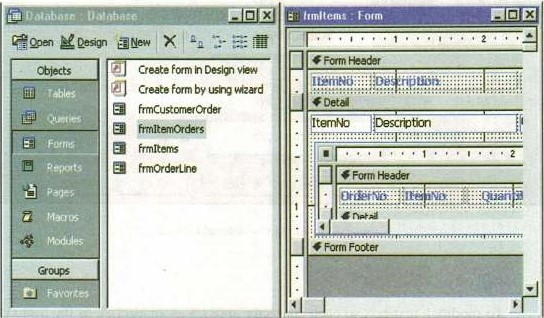 Database : Database
Open Design New
Objects
Tables
Queries
Forms
Reports
Pages
Macros
Modules
Groups
Favorites
Create form in Design view
Create form by using wizard
frmCustomerOrder
frmItemOrders
frmItems
frmOrderLine
frmItems : Form
1 2
Form Header
ItemNo Description
Detail
ItemNo Description
1 2
Form Header
OrderNo ItemNo
Detail
1
Form Footer